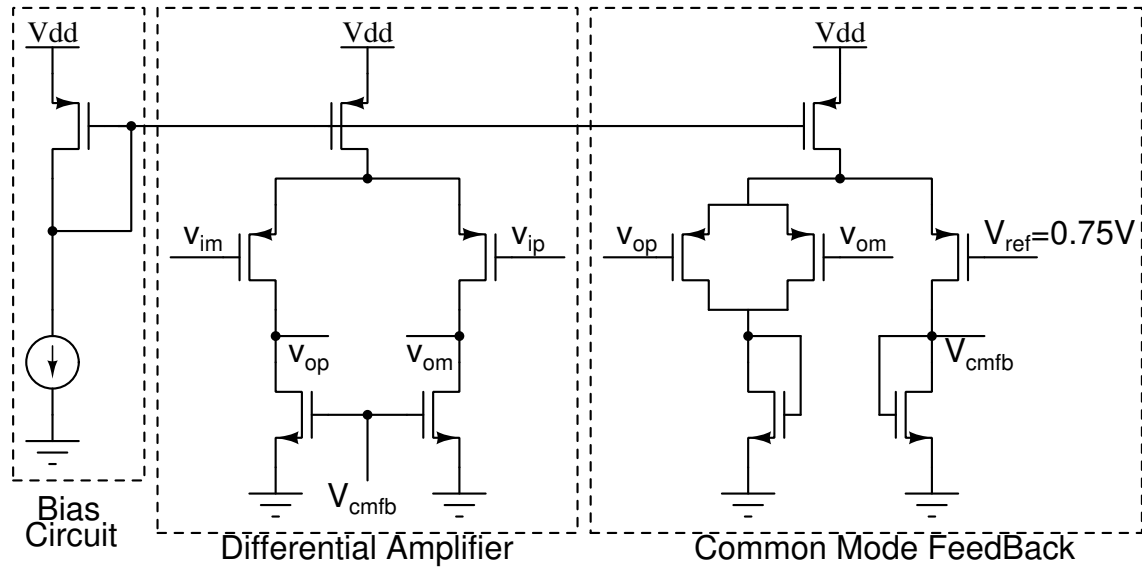 Vdd
Vdd
Vdd
v_im
v_ip
v_op
v_om
V_ref=0.75V
v_op
v_om
V_cmfb
V_cmfb
Bias
Circuit
Differential Amplifier
Common Mode FeedBack